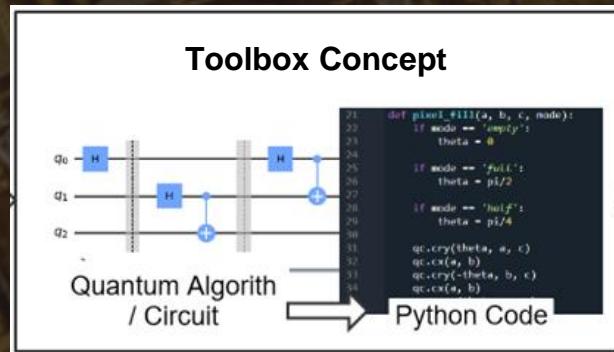 Toolbox Concept
q₀ H H
q₁ H
q₂
Quantum Algorith
/ Circuit
21 def pixel_fill(a, b, c, mode):
22 if mode == 'empty':
23 theta = 0
24
25 if mode == 'full':
26 theta = pi/2
27
28 if mode == 'half':
29 theta = pi/4
30
31 qc.cry(theta, a, c)
32 qc.cx(a, b)
33 qc.cry(-theta, b, c)
34 qc.cx(a, b)
Python Code